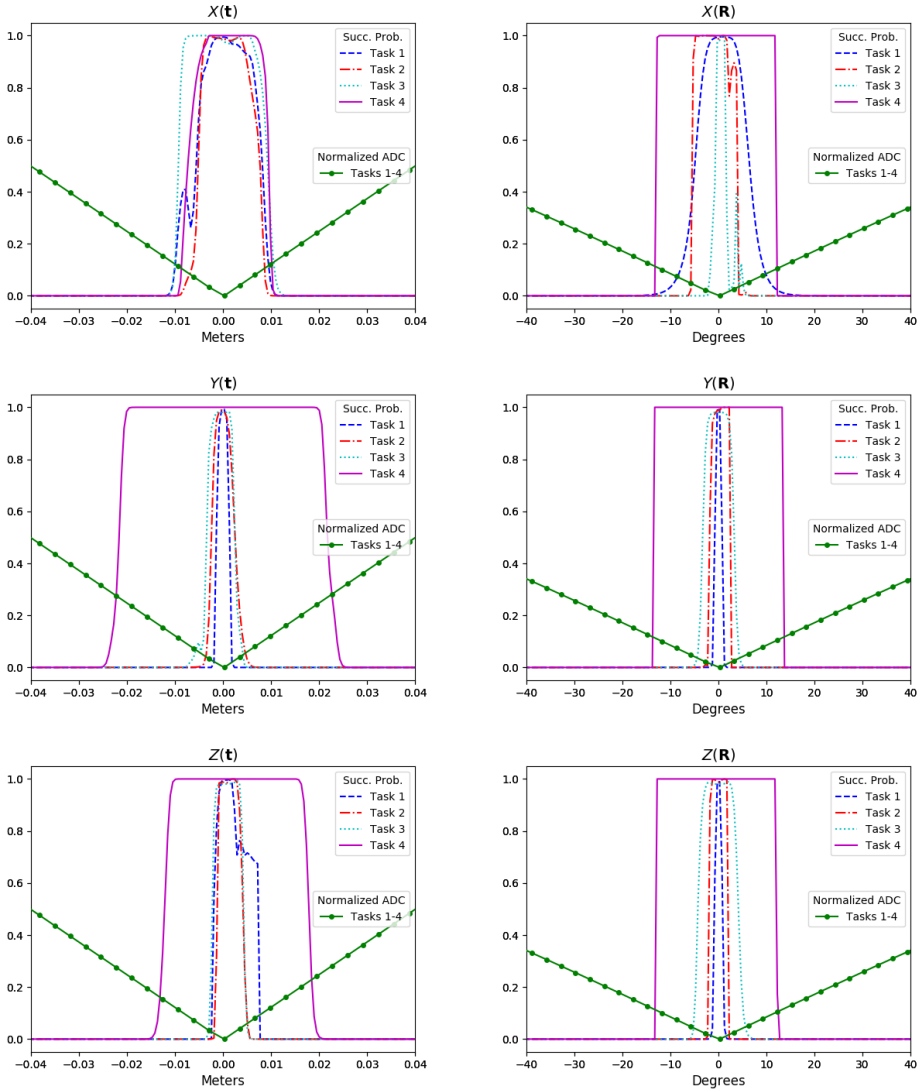 X(t)
1.0
0.8
0.6
0.4
0.2
0.0
Succ. Prob.
Task 1
Task 2
Task 3
Task 4
Normalized ADC
Tasks 1-4
−0.04 −0.03 −0.02 −0.01 0.00 0.01 0.02 0.03 0.04
Meters
X(R)
1.0
0.8
0.6
0.4
0.2
0.0
Succ. Prob.
Task 1
Task 2
Task 3
Task 4
Normalized ADC
Tasks 1-4
−40 −30 −20 −10 0 10 20 30 40
Degrees
Y(t)
1.0
0.8
0.6
0.4
0.2
0.0
Succ. Prob.
Task 1
Task 2
Task 3
Task 4
Normalized ADC
Tasks 1-4
−0.04 −0.03 −0.02 −0.01 0.00 0.01 0.02 0.03 0.04
Meters
Y(R)
1.0
0.8
0.6
0.4
0.2
0.0
Succ. Prob.
Task 1
Task 2
Task 3
Task 4
Normalized ADC
Tasks 1-4
−40 −30 −20 −10 0 10 20 30 40
Degrees
Z(t)
1.0
0.8
0.6
0.4
0.2
0.0
Succ. Prob.
Task 1
Task 2
Task 3
Task 4
Normalized ADC
Tasks 1-4
−0.04 −0.03 −0.02 −0.01 0.00 0.01 0.02 0.03 0.04
Meters
Z(R)
1.0
0.8
0.6
0.4
0.2
0.0
Succ. Prob.
Task 1
Task 2
Task 3
Task 4
Normalized ADC
Tasks 1-4
−40 −30 −20 −10 0 10 20 30 40
Degrees